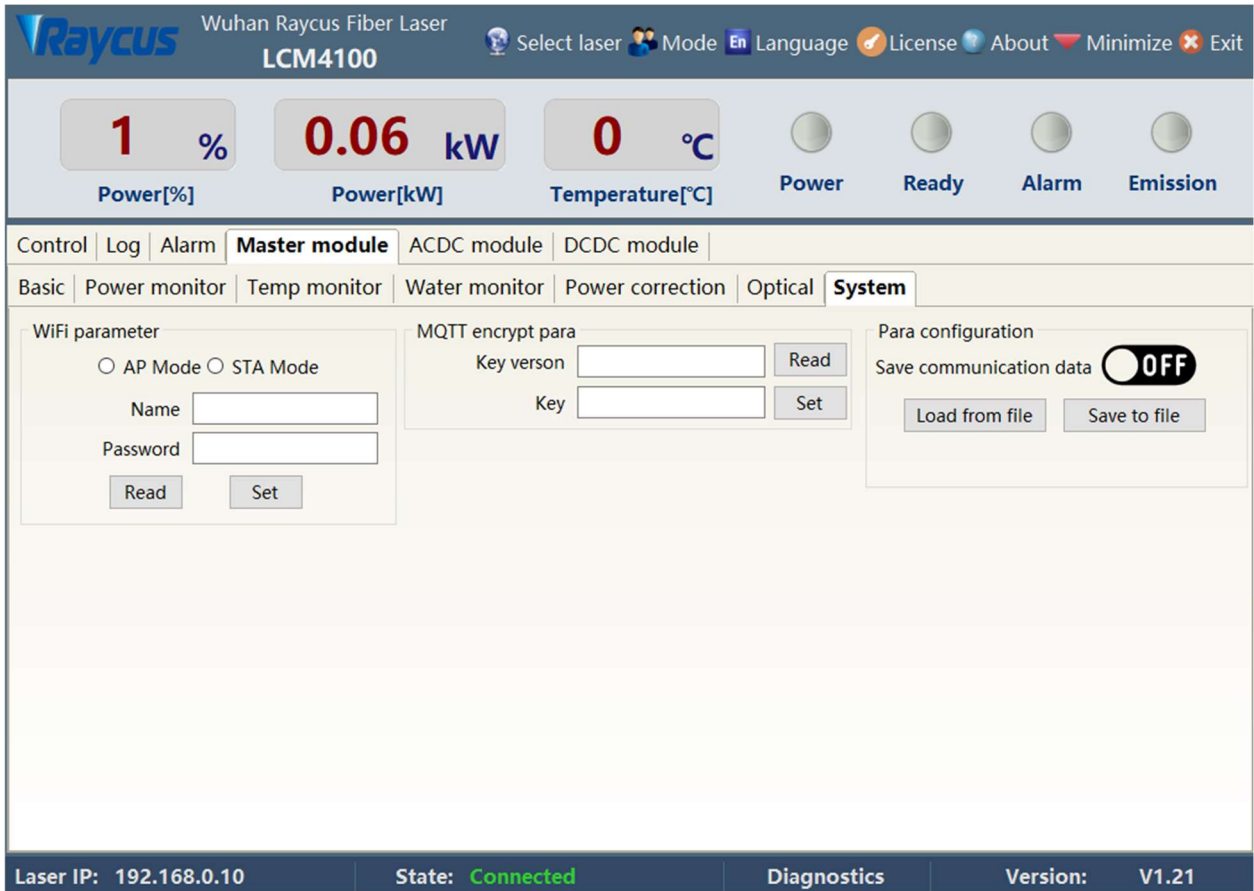 Raycus
Wuhan Raycus Fiber Laser
LCM4100
Select laser Mode En Language License About Minimize Exit
1 % 0.06 kW 0 ℃
Power[%] Power[kW] Temperature[℃] Power Ready Alarm Emission
Control Log Alarm Master module ACDC module DCDC module
Basic Power monitor Temp monitor Water monitor Power correction Optical System
WiFi parameter
AP Mode STA Mode
Name
Password
Read Set
MQTT encrypt para
Key verson Read
Key Set
Para configuration
Save communication data OFF
Load from file Save to file
Laser IP: 192.168.0.10 State: Connected Diagnostics Version: V1.21